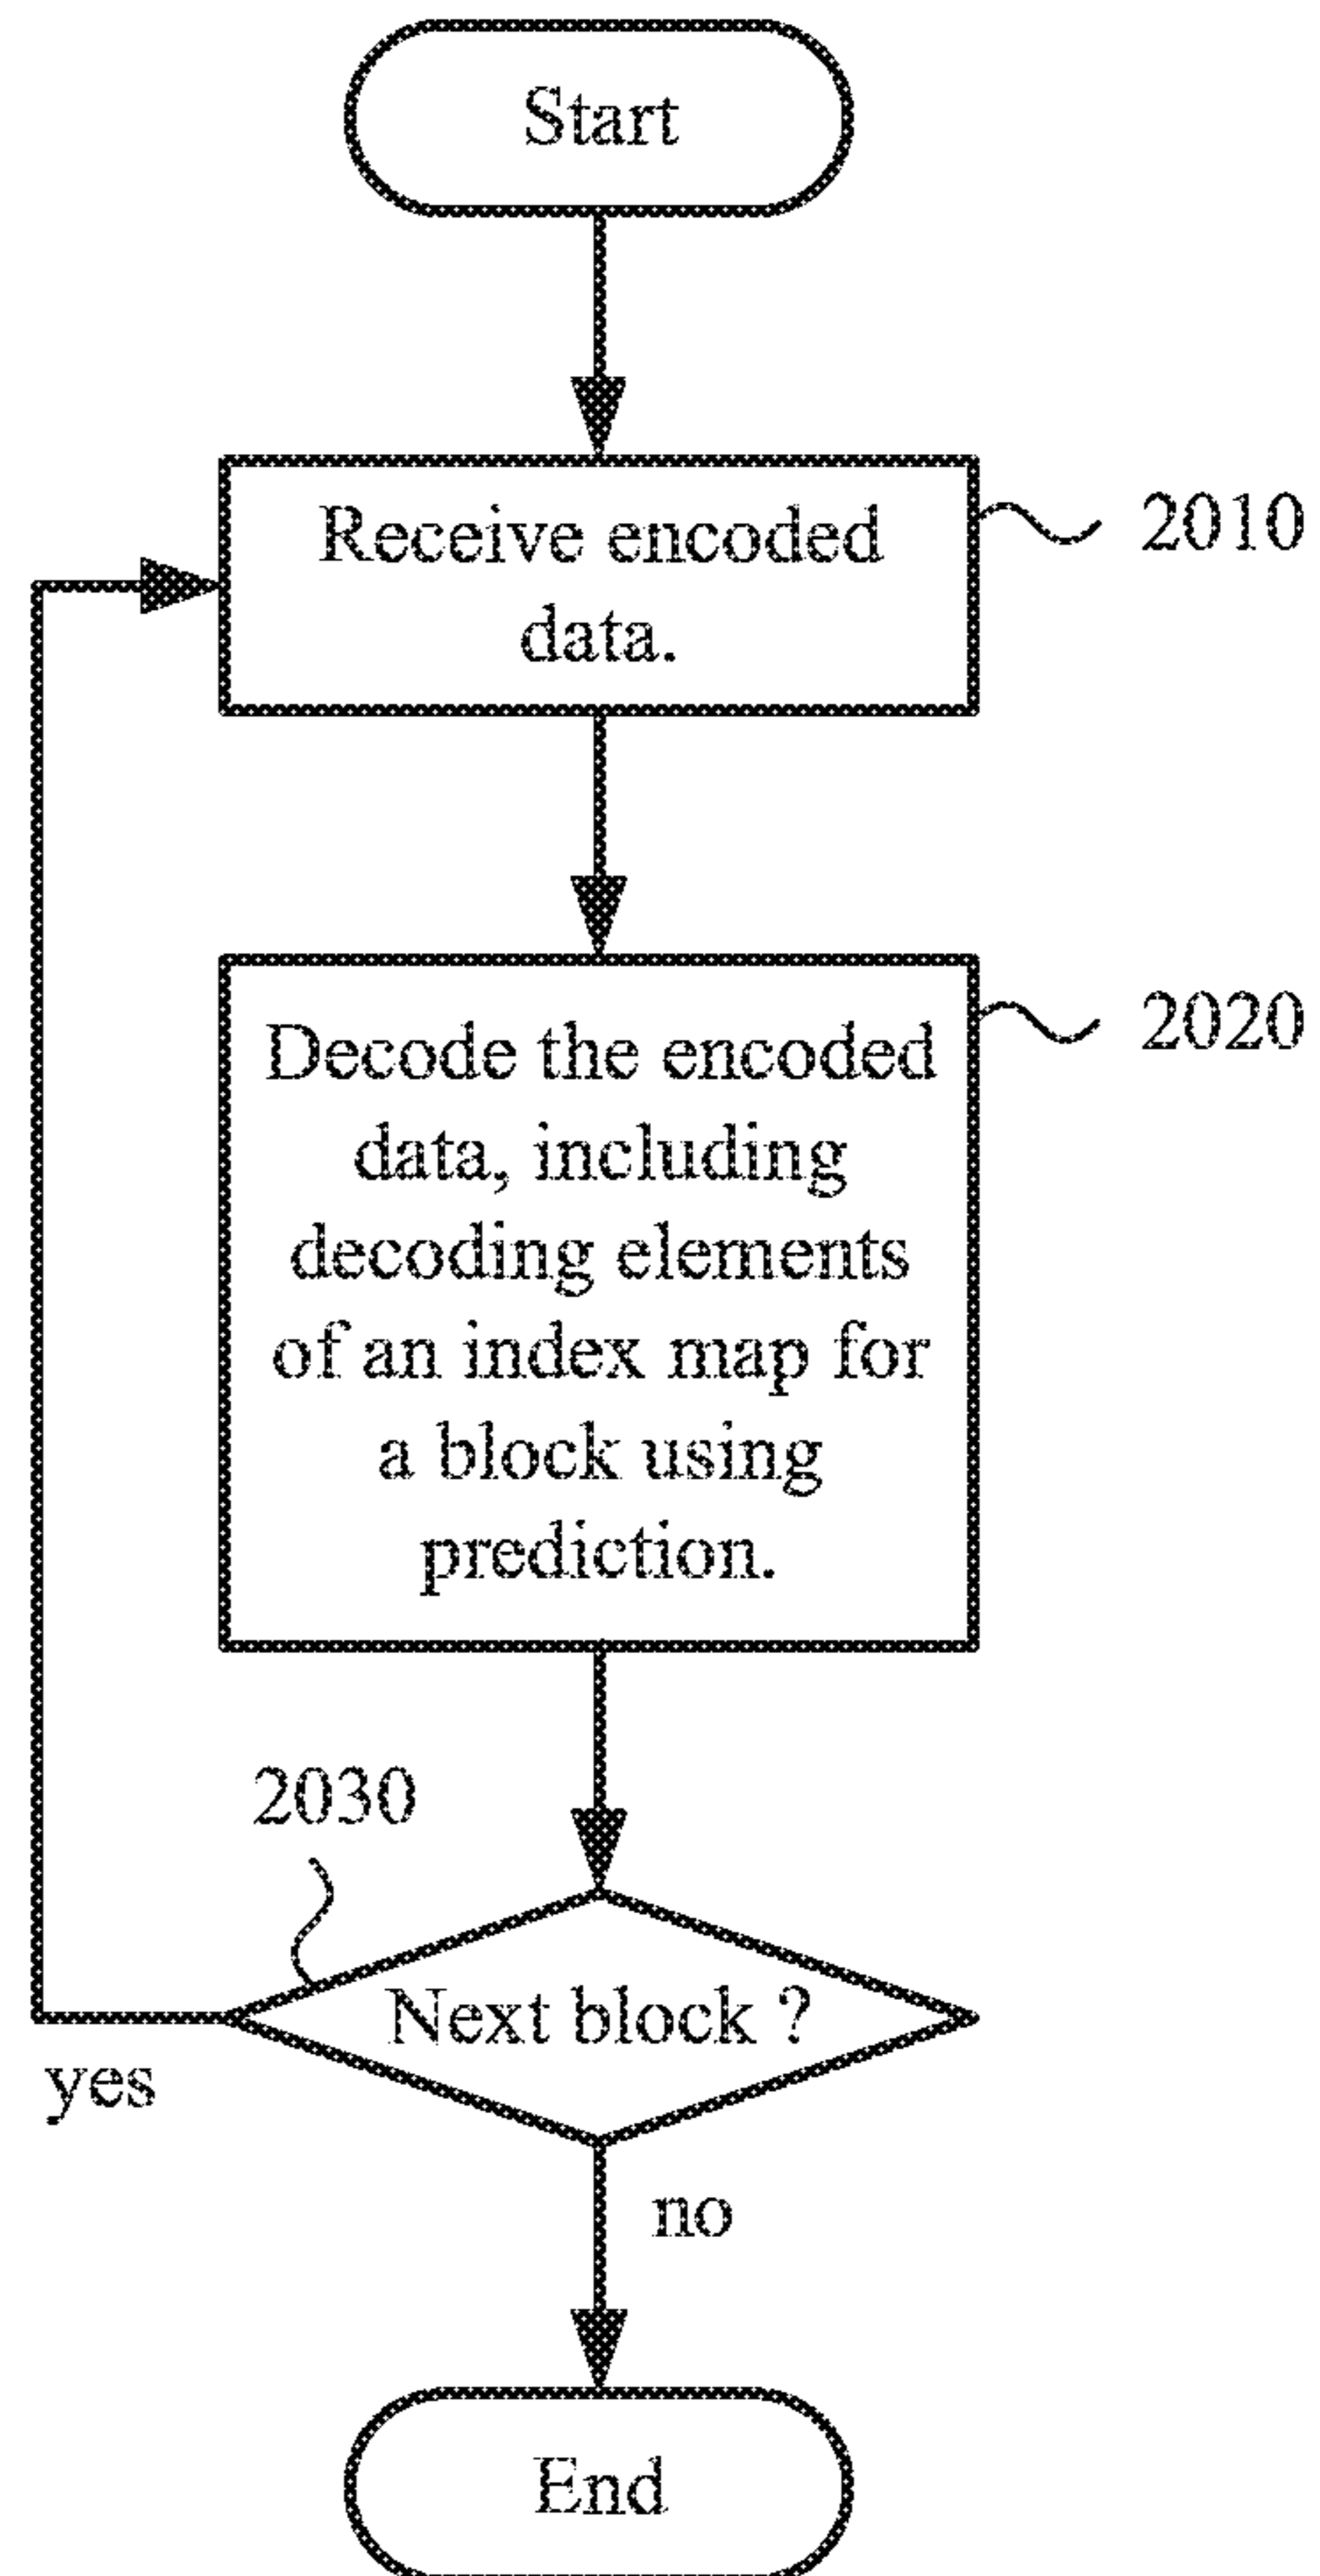 Start
Receive encoded
data.
2010
Decode the encoded
data, including
decoding elements
of an index map for
a block using
prediction.
2020
2030
Next block ?
yes
no
End